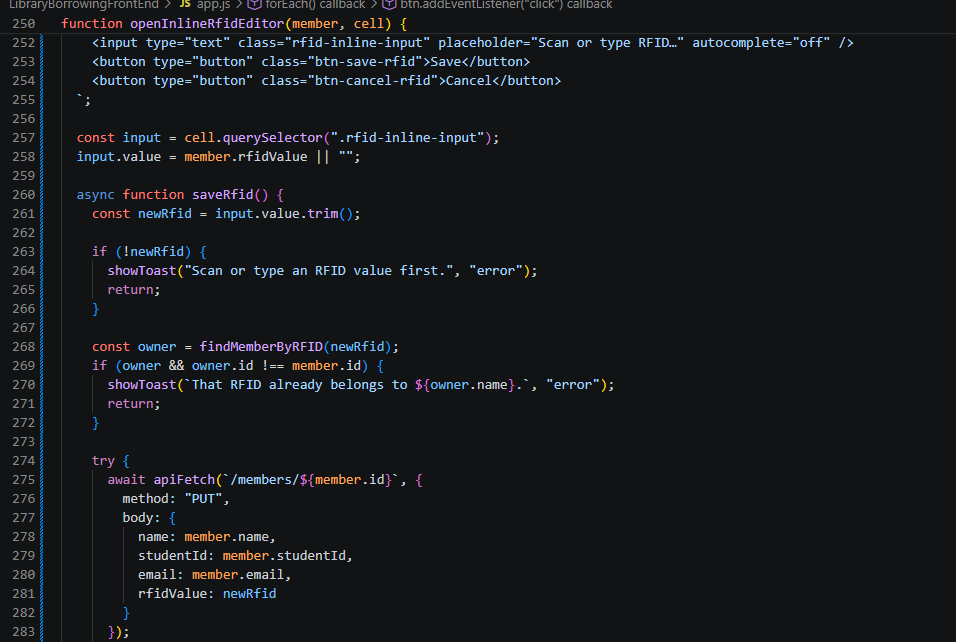 LibraryBorrowingFrontEnd > JS app.js > forEach() callback > btn.addEventListener("click") callback
250 function openInlineRfidEditor(member, cell) {
252 <input type="text" class="rfid-inline-input" placeholder="Scan or type RFID…" autocomplete="off" />
253 <button type="button" class="btn-save-rfid">Save</button>
254 <button type="button" class="btn-cancel-rfid">Cancel</button>
255 `;
256
257 const input = cell.querySelector(".rfid-inline-input");
258 input.value = member.rfidValue || "";
259
260 async function saveRfid() {
261 const newRfid = input.value.trim();
262
263 if (!newRfid) {
264 showToast("Scan or type an RFID value first.", "error");
265 return;
266 }
267
268 const owner = findMemberByRFID(newRfid);
269 if (owner && owner.id !== member.id) {
270 showToast(`That RFID already belongs to ${owner.name}.`, "error");
271 return;
272 }
273
274 try {
275 await apiFetch(`/members/${member.id}`, {
276 method: "PUT",
277 body: {
278 name: member.name,
279 studentId: member.studentId,
280 email: member.email,
281 rfidValue: newRfid
282 }
283 });